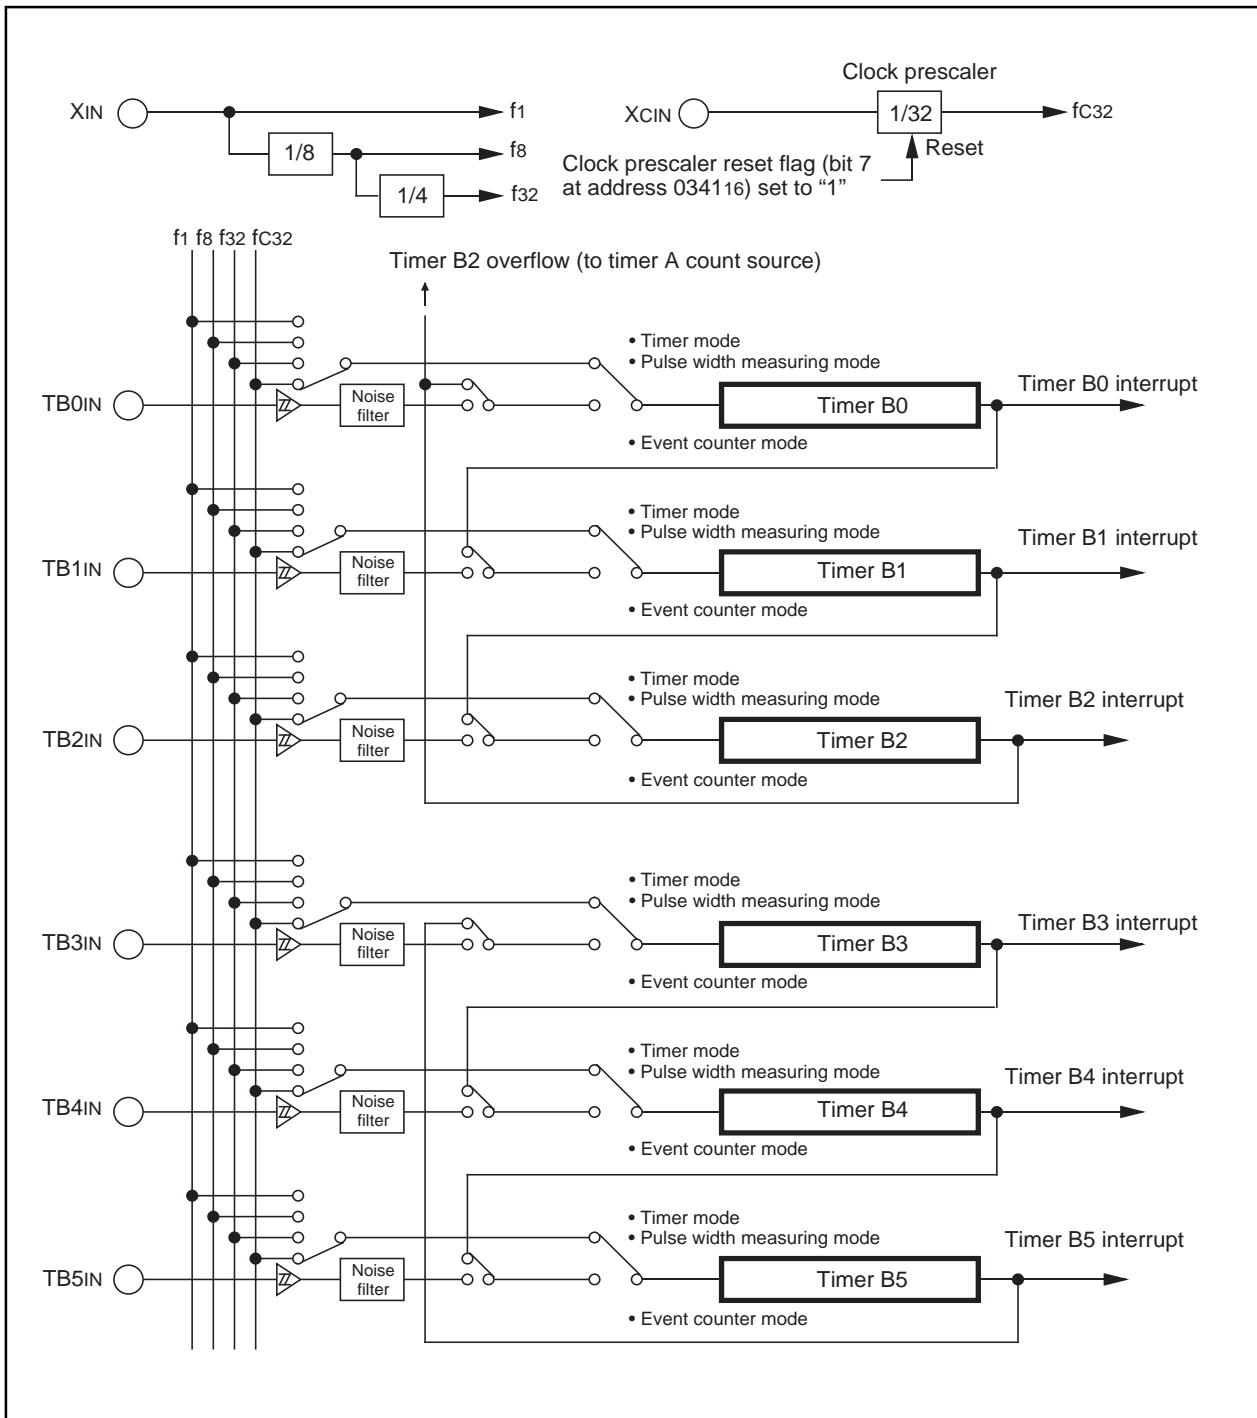 Clock prescaler
XIN
f1
XCIN
1/32
fC32
1/8
f8
Reset
Clock prescaler reset flag (bit 7
at address 034116) set to “1”
1/4
f32
f1 f8 f32 fC32
Timer B2 overflow (to timer A count source)
• Timer mode
• Pulse width measuring mode
TB0IN
Noise
filter
Timer B0
Timer B0 interrupt
• Event counter mode
• Timer mode
• Pulse width measuring mode
TB1IN
Noise
filter
Timer B1
Timer B1 interrupt
• Event counter mode
• Timer mode
• Pulse width measuring mode
TB2IN
Noise
filter
Timer B2
Timer B2 interrupt
• Event counter mode
• Timer mode
• Pulse width measuring mode
TB3IN
Noise
filter
Timer B3
Timer B3 interrupt
• Event counter mode
• Timer mode
• Pulse width measuring mode
TB4IN
Noise
filter
Timer B4
Timer B4 interrupt
• Event counter mode
• Timer mode
• Pulse width measuring mode
TB5IN
Noise
filter
Timer B5
Timer B5 interrupt
• Event counter mode